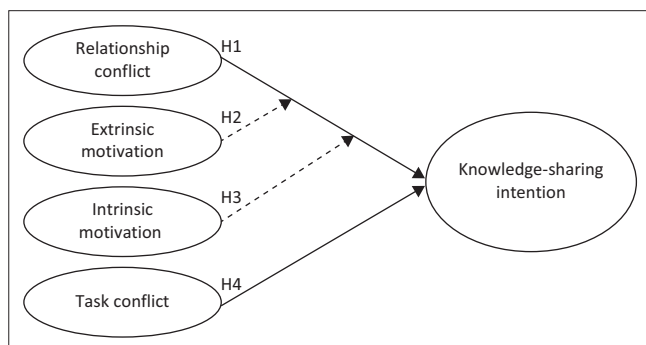 Relationship
conflict
H1
Extrinsic
motivation
H2
Intrinsic
motivation
H3
Task conflict
H4
Knowledge-sharing
intention